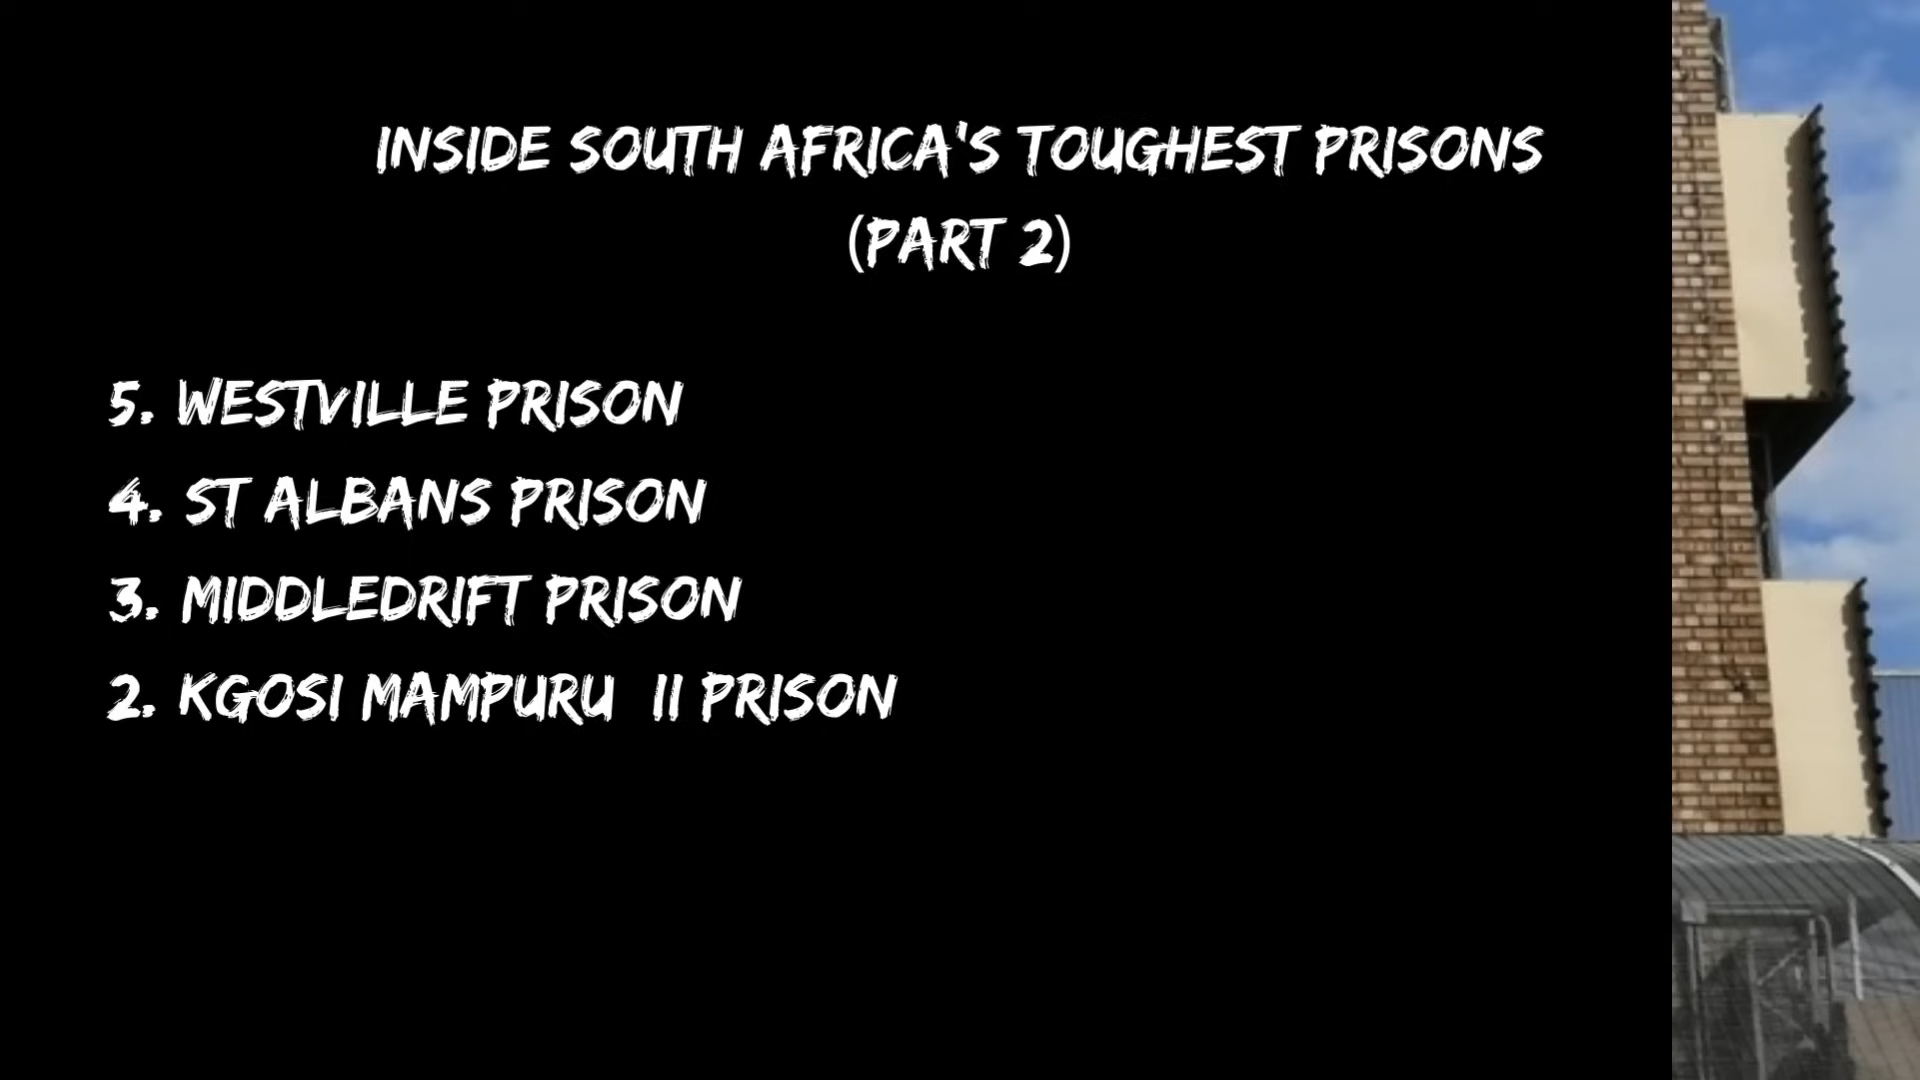 INSIDE SOUTH AFRICA'S TOUGHEST PRISONS
(PART 2)
5. WESTVILLE PRISON
4. ST ALBANS PRISON
3. MIDDLEDRIFT PRISON
2. KGOSI MAMPURU II PRISON